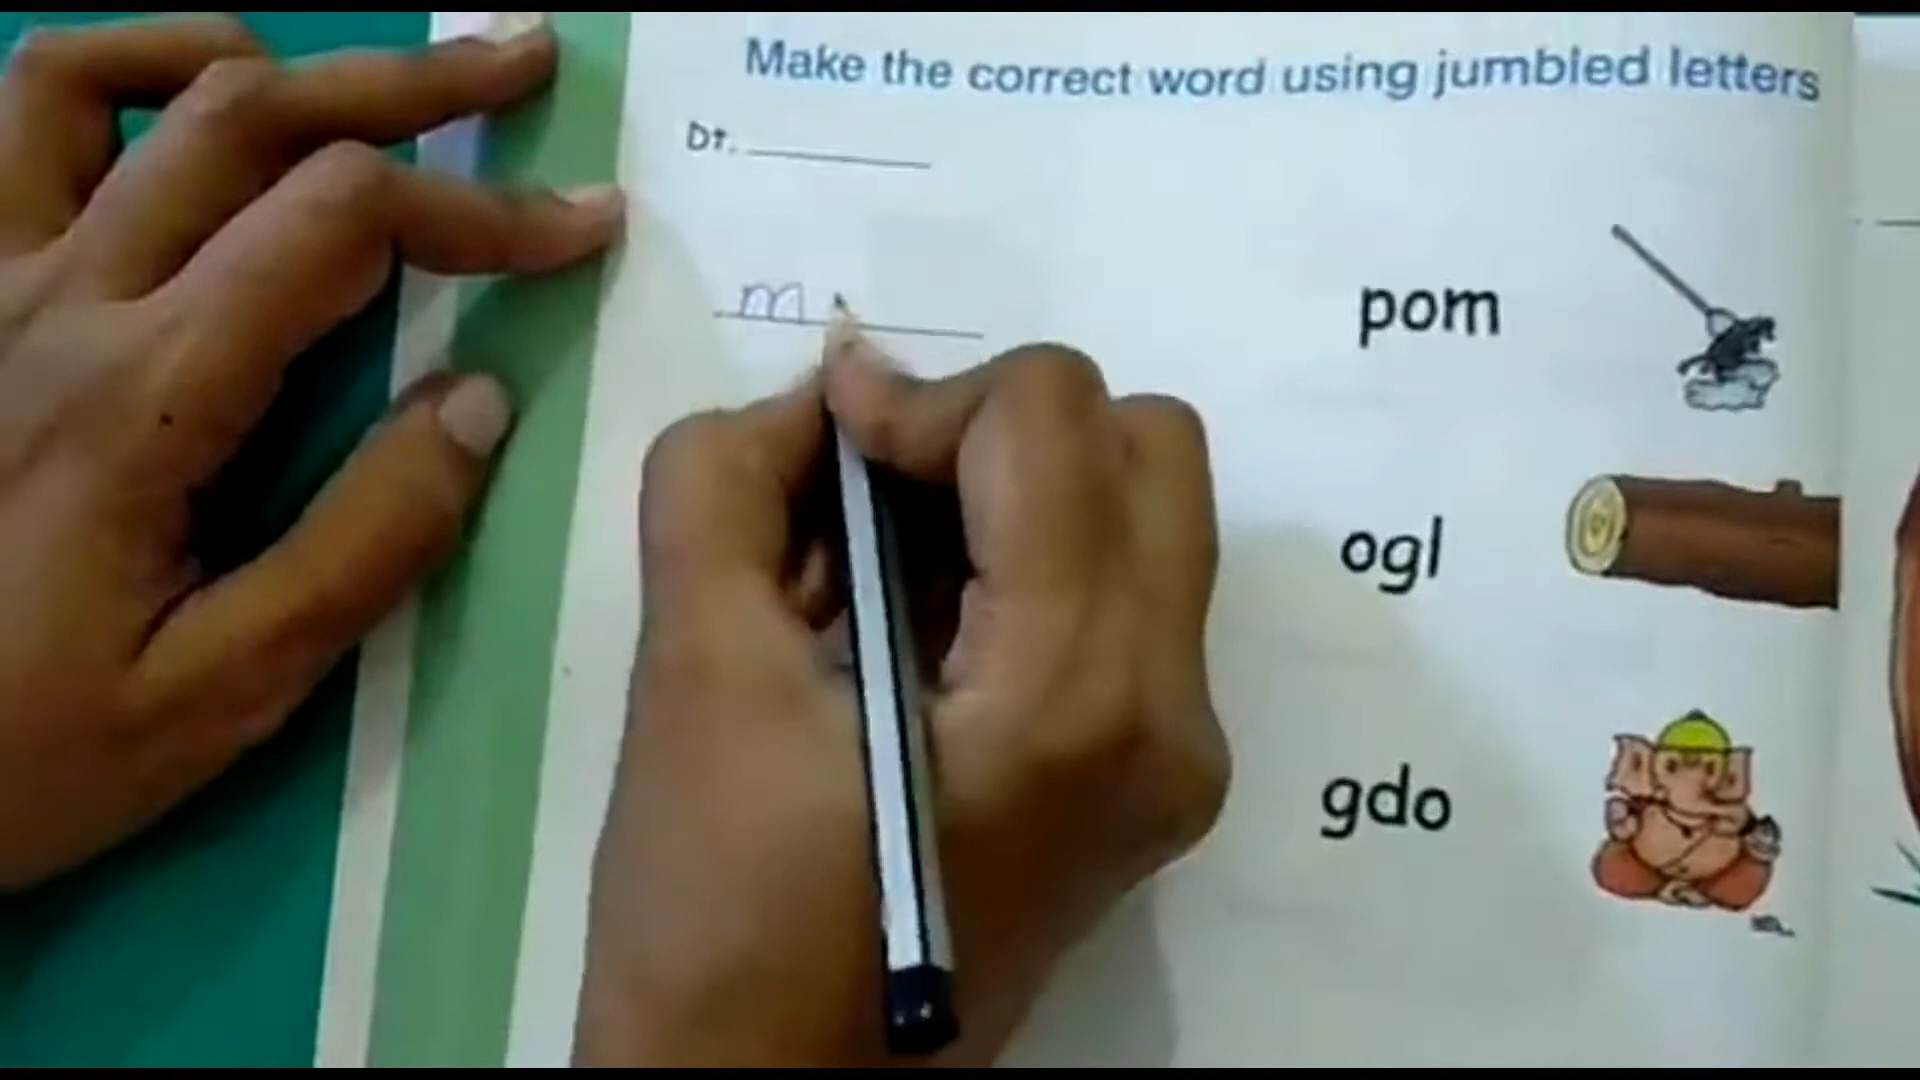 Make the correct word using jumbled letters
Dt.
m
pom
ogl
gdo